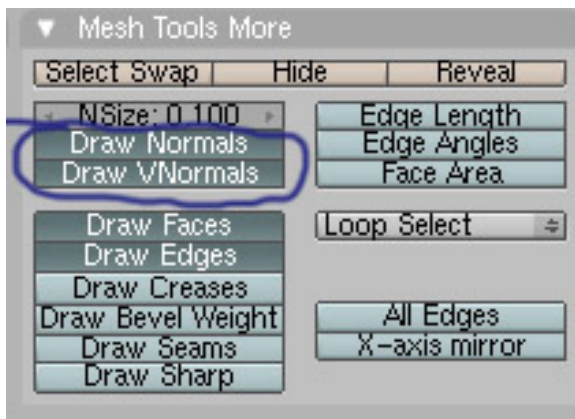 Mesh Tools More
Select Swap Hide Reveal
NSize: 0.100
Draw Normals
Draw VNormals
Edge Length
Edge Angles
Face Area
Draw Faces
Draw Edges
Draw Creases
Draw Bevel Weight
Draw Seams
Draw Sharp
Loop Select
All Edges
X-axis mirror